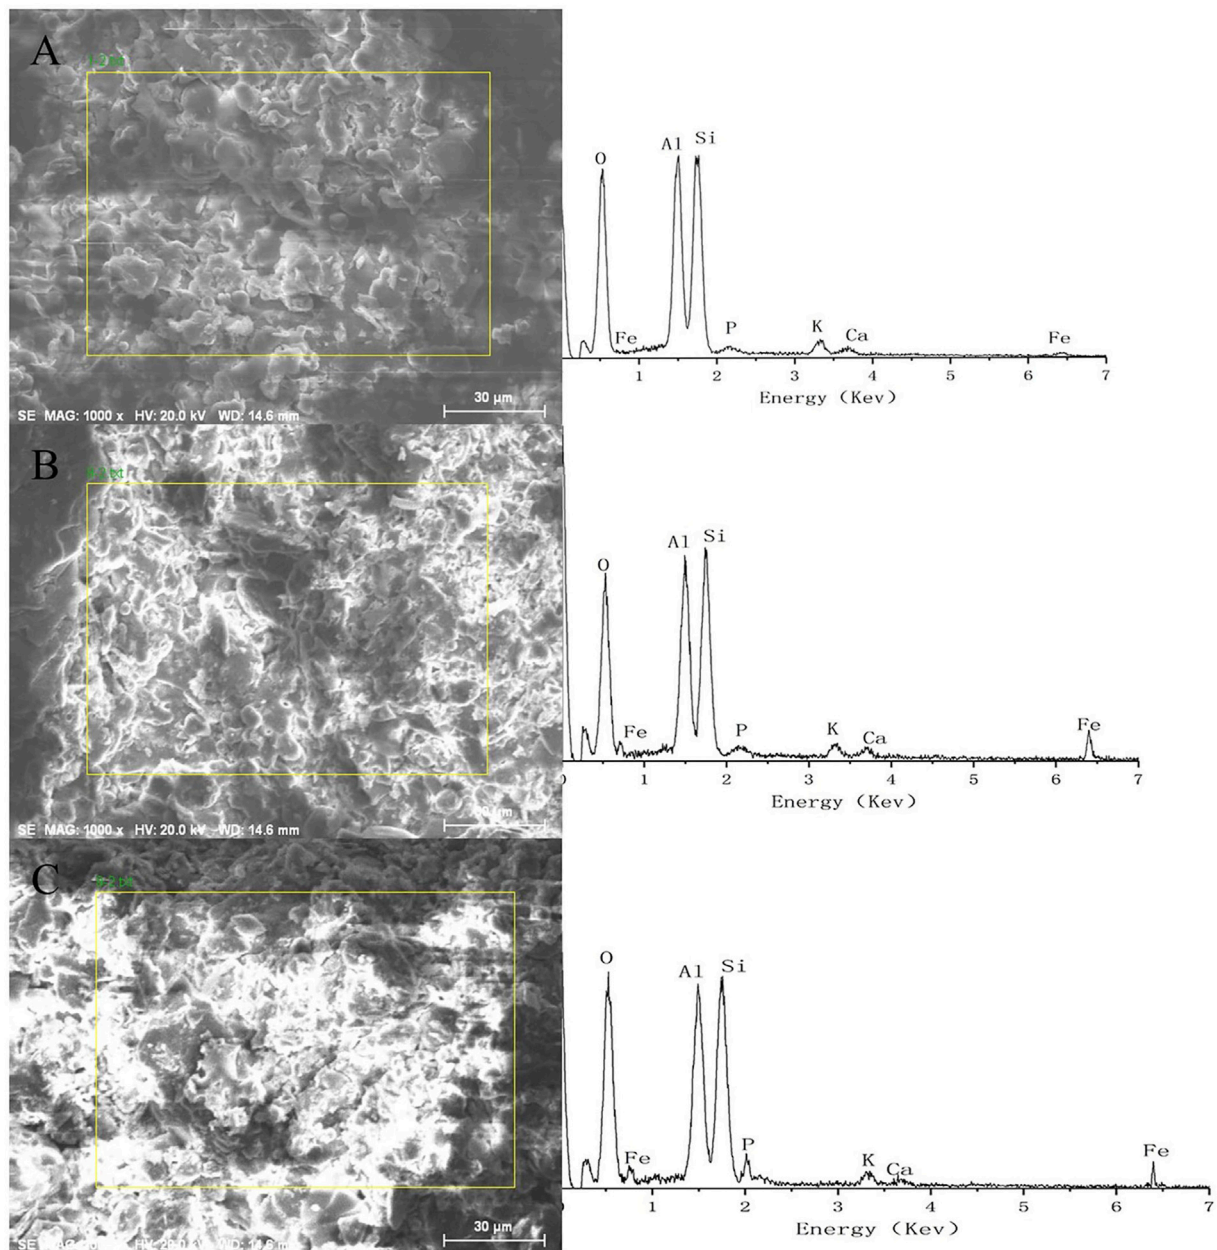 A
O
Al
Si
Fe
P
K
Ca
Fe
1 2 3 4 5 6 7
Energy (Kev)
SE MAG: 1000 x HV: 20.0 kV WD: 14.6 mm
30 µm
B
O
Al
Si
Fe
P
K
Ca
Fe
0 1 2 3 4 5 6 7
Energy (Kev)
SE MAG: 1000 x HV: 20.0 kV WD: 14.6 mm
C
O
Al
Si
Fe
P
K
Ca
Fe
1 2 3 4 5 6 7
Energy (Kev)
30 µm